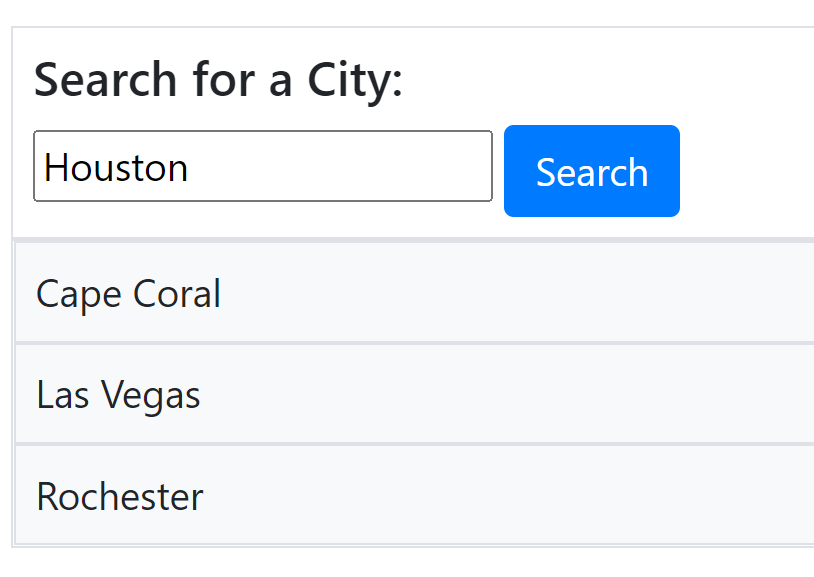 Search for a City:
Houston
Search
Cape Coral
Las Vegas
Rochester